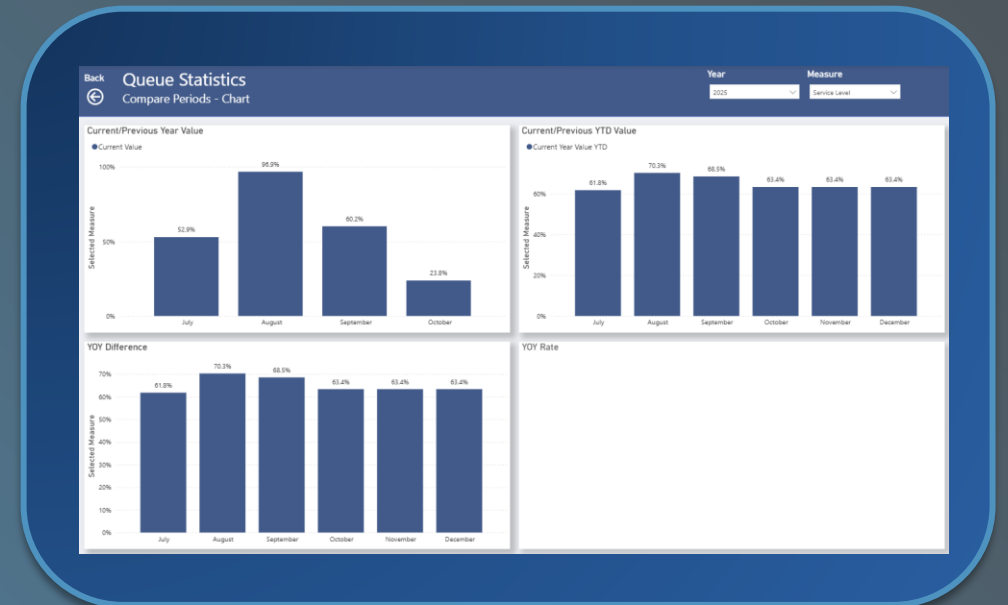 Back
Queue Statistics
Compare Periods - Chart
Year
Measure
2025
Service Level
Current/Previous Year Value
Current Value
100%
50%
0%
Selected Measure
52.9%
96.9%
60.2%
23.8%
July
August
September
October
Current/Previous YTD Value
Current Year Value YTD
60%
40%
20%
0%
Selected Measure
61.8%
70.3%
68.5%
63.4%
63.4%
63.4%
July
August
September
October
November
December
YOY Difference
70%
60%
50%
40%
30%
20%
10%
0%
Selected Measure
61.8%
70.3%
68.5%
63.4%
63.4%
63.4%
July
August
September
October
November
December
YOY Rate